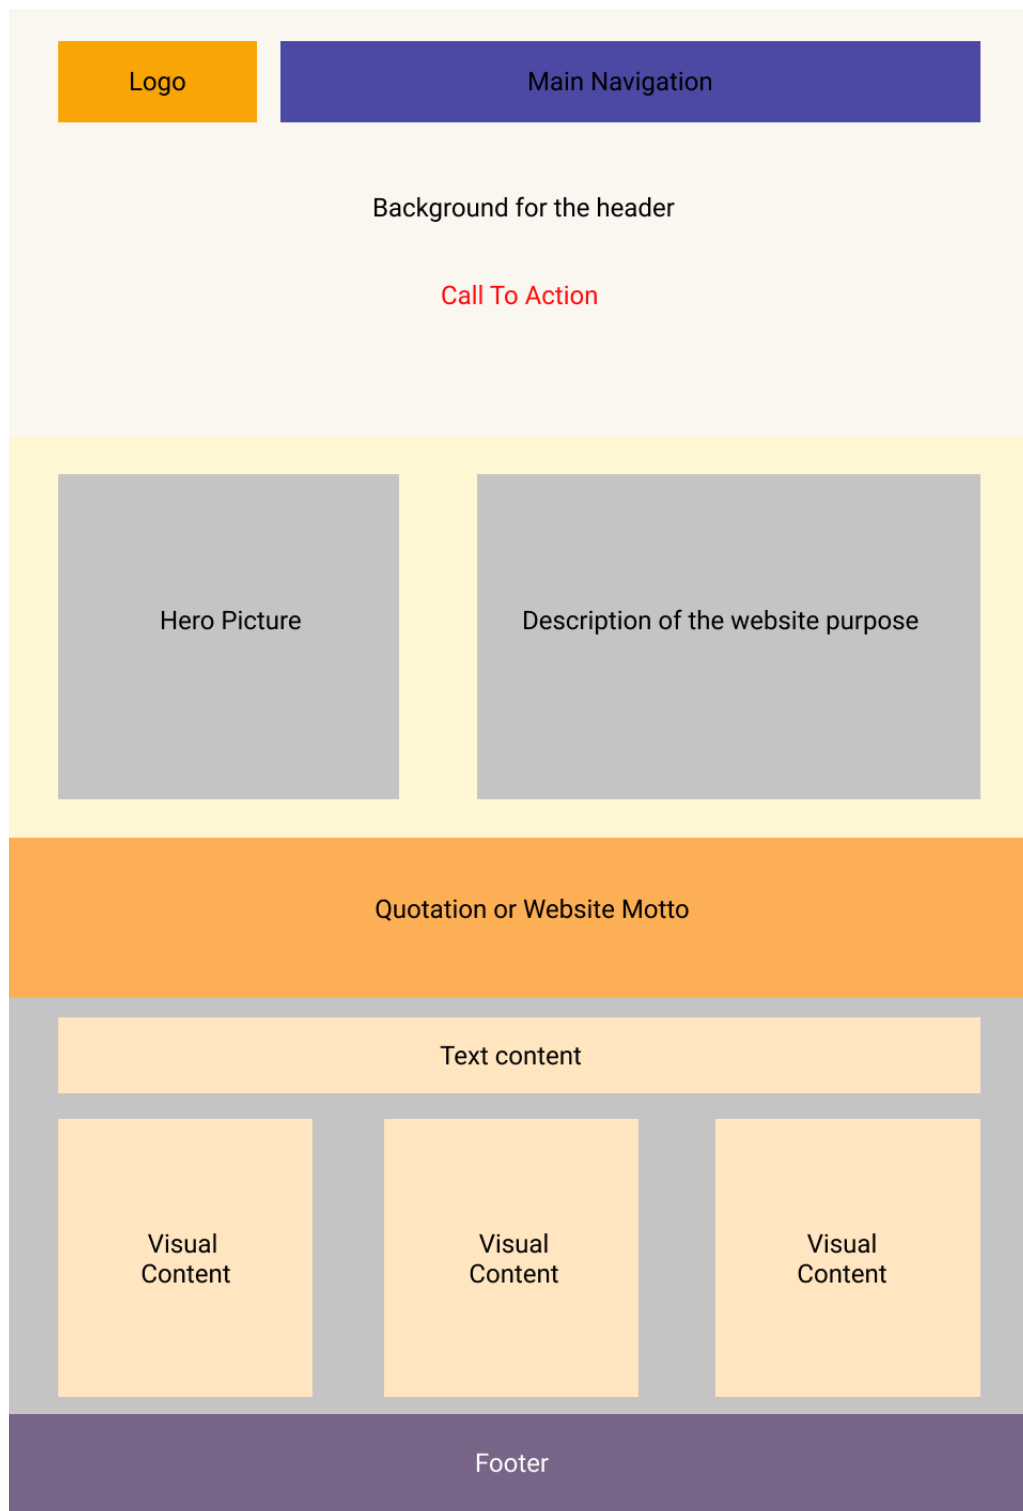 Logo
Main Navigation
Background for the header
Call To Action
Hero Picture
Description of the website purpose
Quotation or Website Motto
Text content
Visual
Content
Visual
Content
Visual
Content
Footer